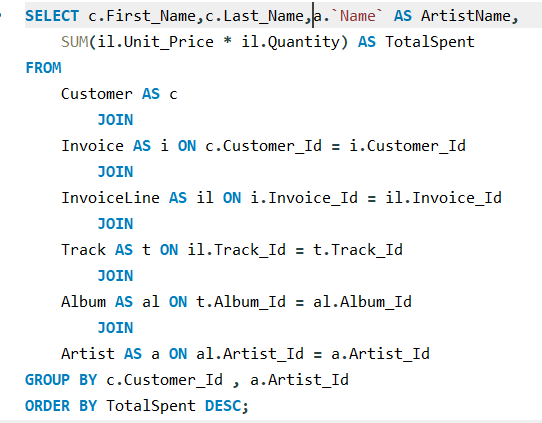 SELECT c.First_Name,c.Last_Name,a.`Name` AS ArtistName,
SUM(il.Unit_Price * il.Quantity) AS TotalSpent
FROM
Customer AS c
JOIN
Invoice AS i ON c.Customer_Id = i.Customer_Id
JOIN
InvoiceLine AS il ON i.Invoice_Id = il.Invoice_Id
JOIN
Track AS t ON il.Track_Id = t.Track_Id
JOIN
Album AS al ON t.Album_Id = al.Album_Id
JOIN
Artist AS a ON al.Artist_Id = a.Artist_Id
GROUP BY c.Customer_Id , a.Artist_Id
ORDER BY TotalSpent DESC;